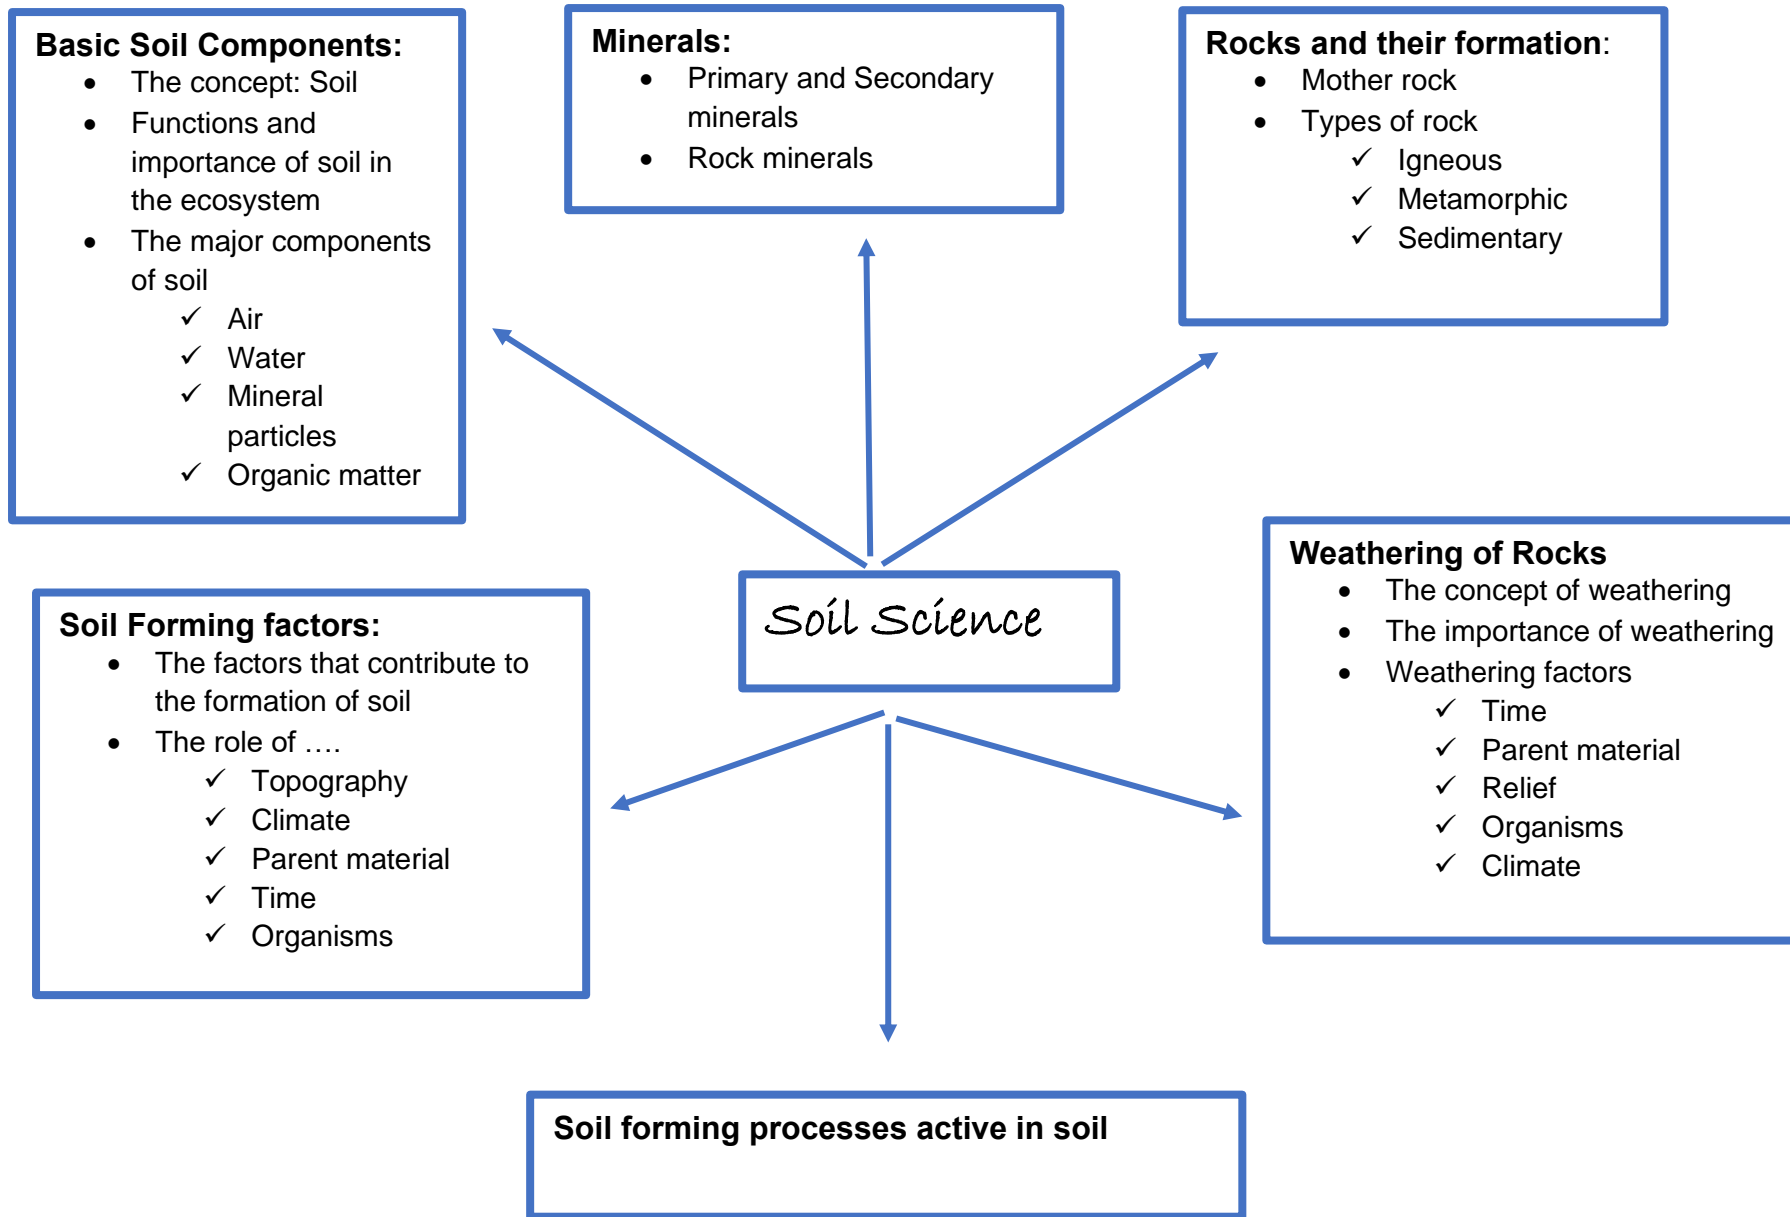 Basic Soil Components:
• The concept: Soil
• Functions and
importance of soil in
the ecosystem
• The major components
of soil
✓ Air
✓ Water
✓ Mineral
particles
✓ Organic matter
Minerals:
• Primary and Secondary
minerals
• Rock minerals
Rocks and their formation:
• Mother rock
• Types of rock
✓ Igneous
✓ Metamorphic
✓ Sedimentary
Soil Science
Soil Forming factors:
• The factors that contribute to
the formation of soil
• The role of ….
✓ Topography
✓ Climate
✓ Parent material
✓ Time
✓ Organisms
Weathering of Rocks
• The concept of weathering
• The importance of weathering
• Weathering factors
✓ Time
✓ Parent material
✓ Relief
✓ Organisms
✓ Climate
Soil forming processes active in soil